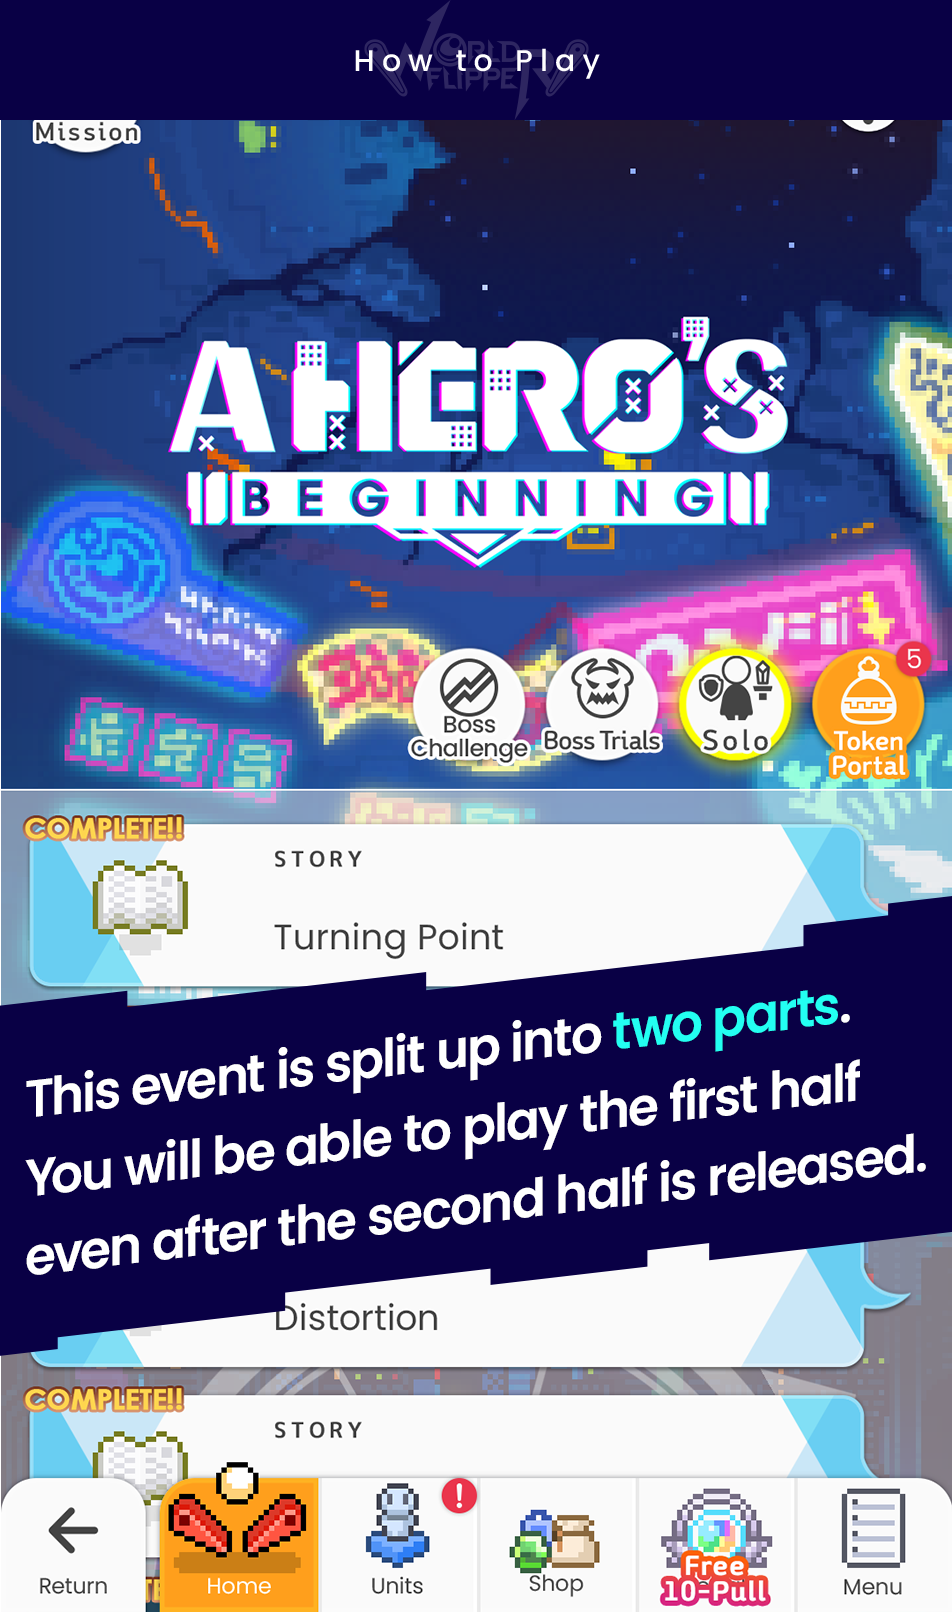 WORLD FLIPPER
How to Play
Mission
A HERO'S
BEGINNING
5
Boss
Challenge
Boss Trials
Solo
Token
Portal
COMPLETE!!
STORY
Turning Point
This event is split up into two parts.
You will be able to play the first half
even after the second half is released.
Distortion
COMPLETE!!
STORY
!
Return
Home
Units
Shop
Free
10-Pull
Menu